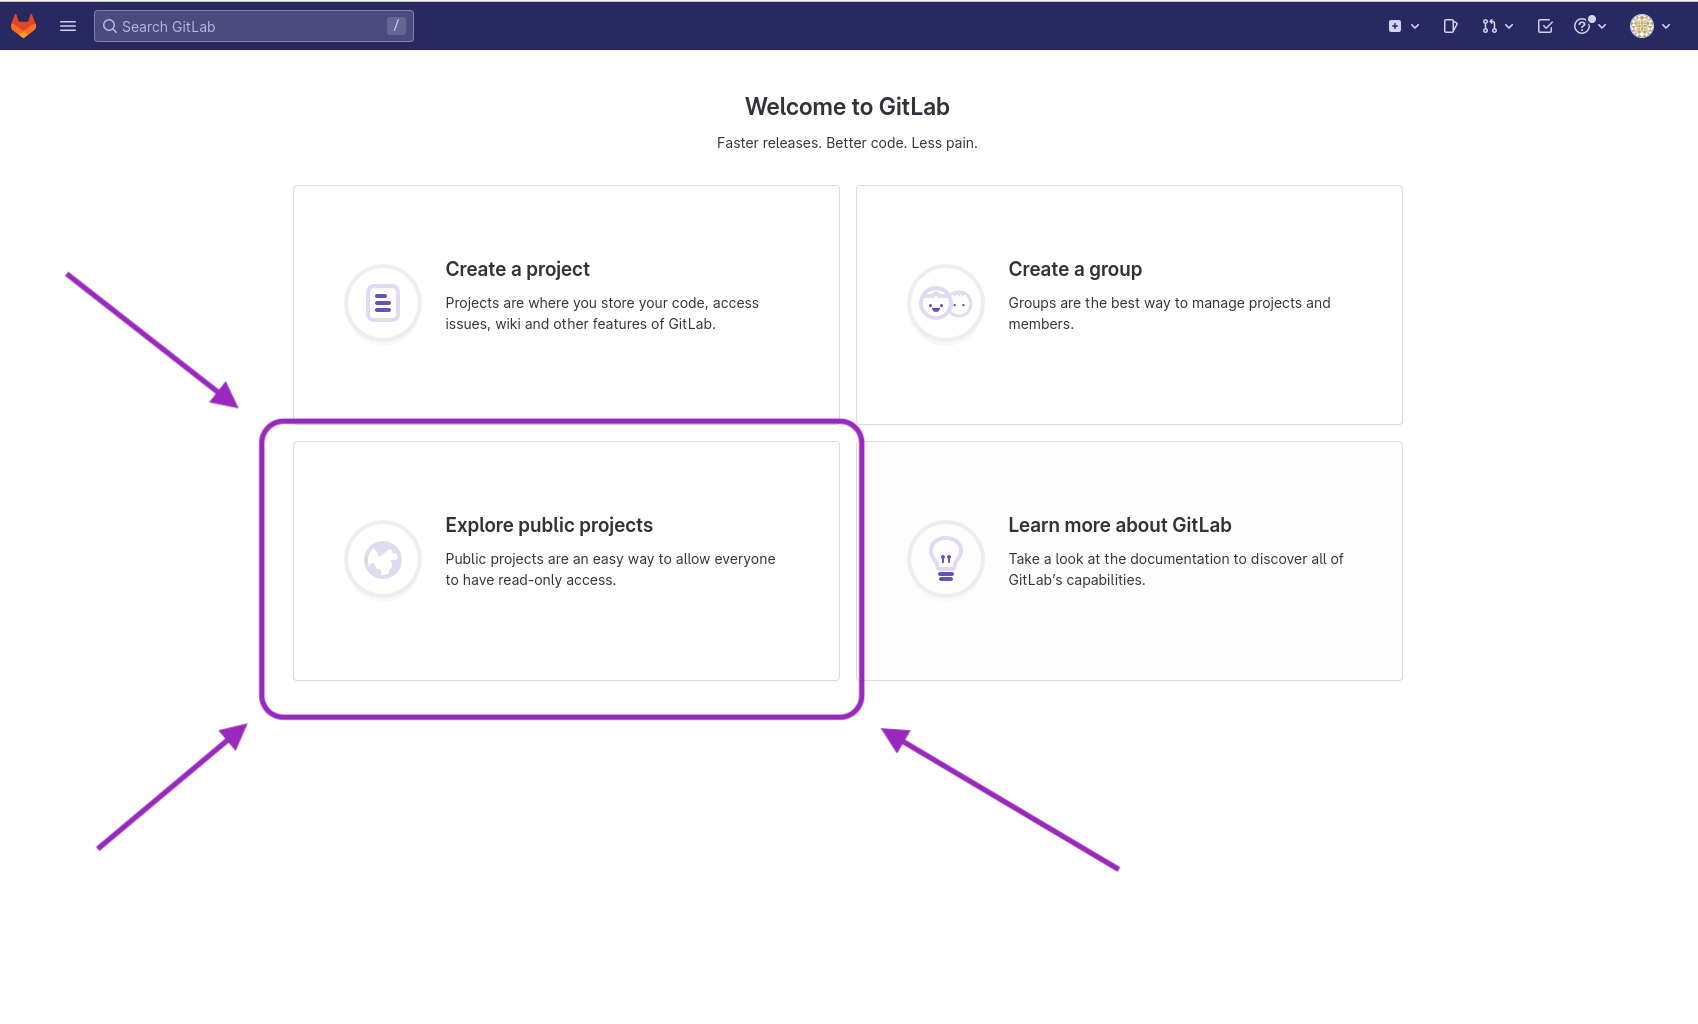 Search GitLab /
Welcome to GitLab
Faster releases. Better code. Less pain.
Create a project
Projects are where you store your code, access
issues, wiki and other features of GitLab.
Create a group
Groups are the best way to manage projects and
members.
Explore public projects
Public projects are an easy way to allow everyone
to have read-only access.
Learn more about GitLab
Take a look at the documentation to discover all of
GitLab’s capabilities.